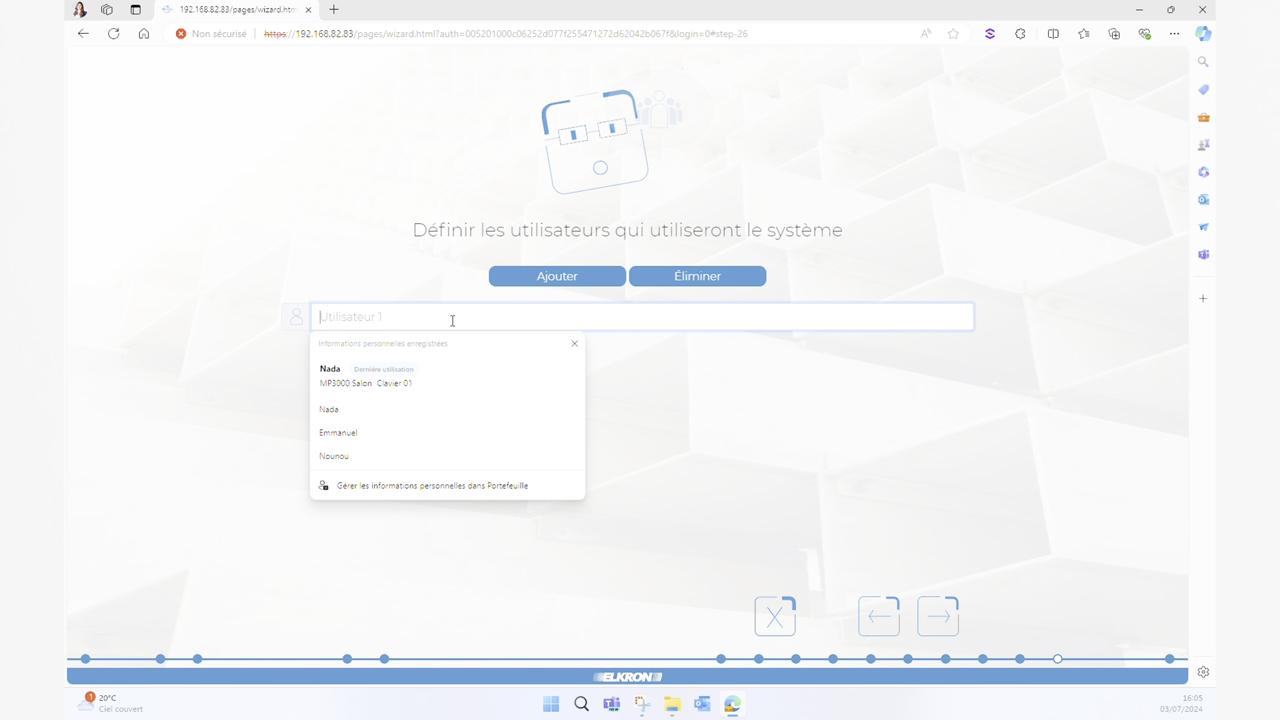 192.168.82.83/pages/wizard.htm
Non sécurisé
https://192.168.82.83/pages/wizard.html?auth=005201000c06252d077f255471272d62042b067f&login=0#step-26
Définir les utilisateurs qui utiliseront le système
Ajouter
Éliminer
Utilisateur 1
Informations personnelles enregistrées
Nada Dernière utilisation
MP3000 Salon Clavier 01
Nada
Emmanuel
Nounou
Gérer les informations personnelles dans Portefeuille
ELKRON
1
20°C
Ciel couvert
16:05
03/07/2024